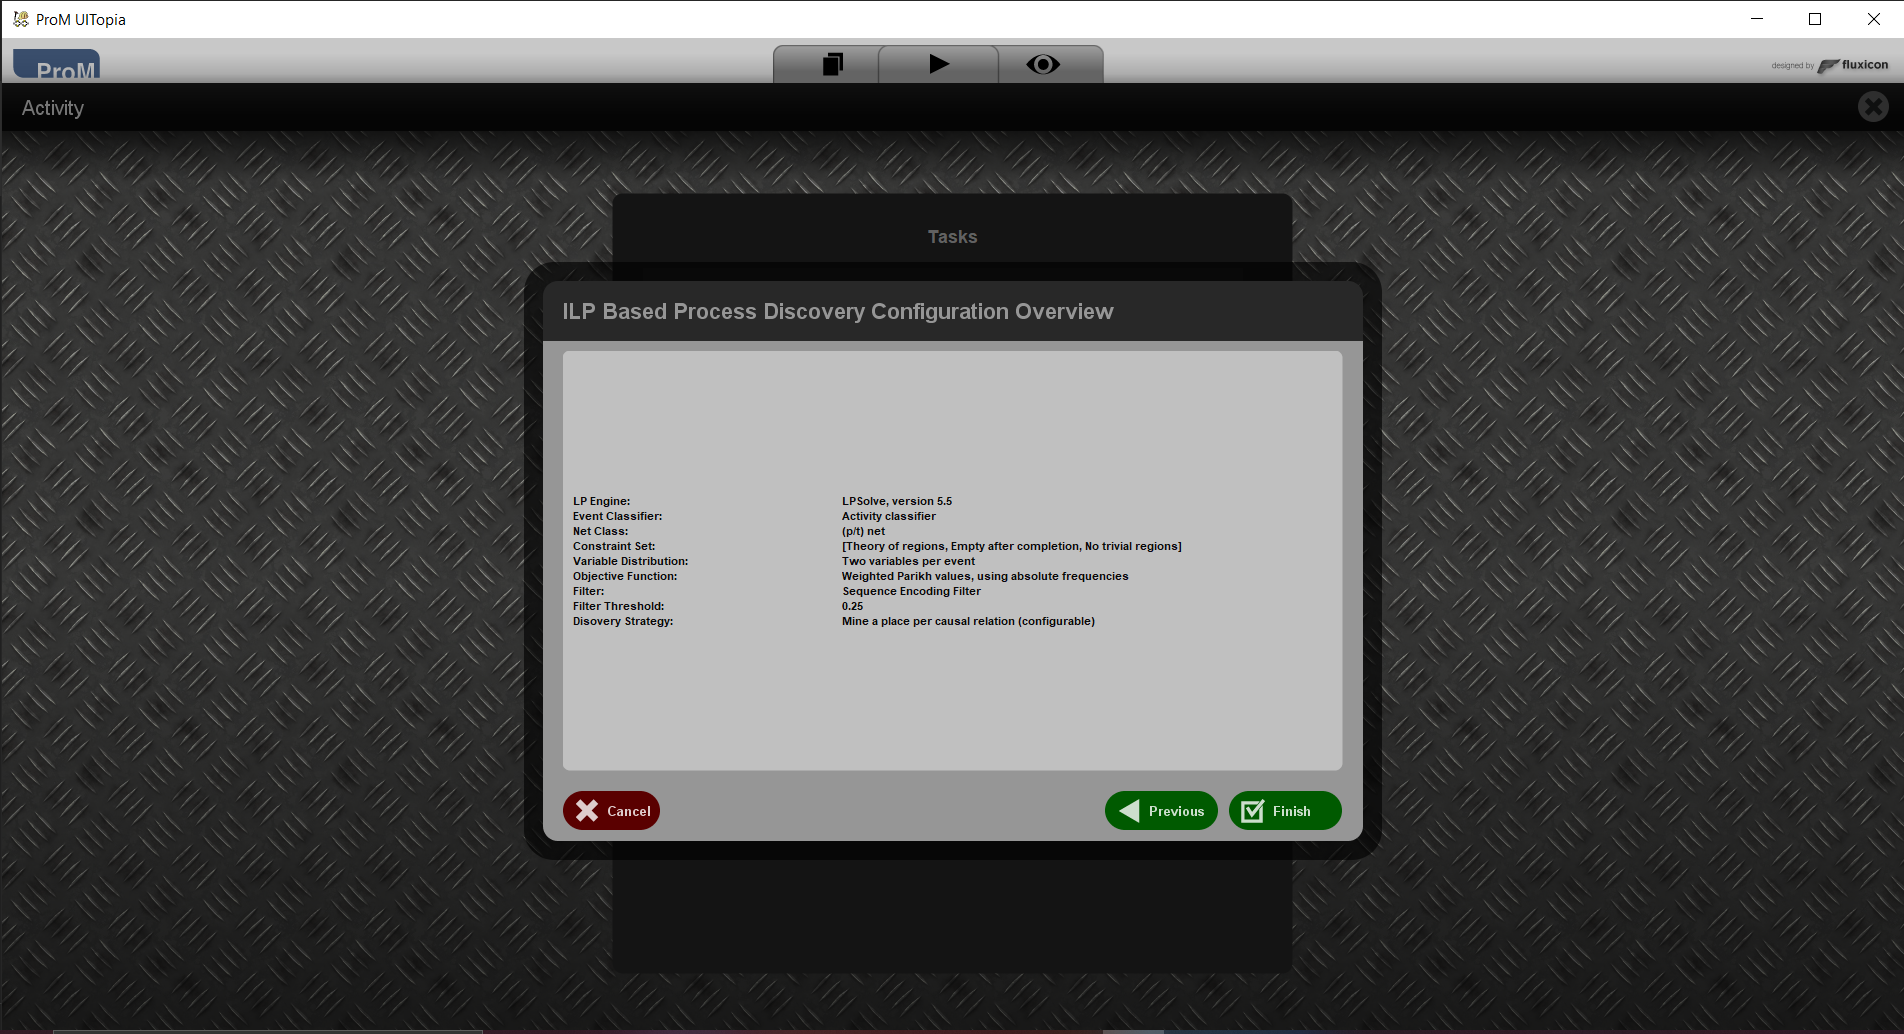 ProM UITopia
ProM
designed by fluxicon
Activity
Tasks
ILP Based Process Discovery Configuration Overview
LP Engine: LPSolve, version 5.5
Event Classifier: Activity classifier
Net Class: (p/t) net
Constraint Set: [Theory of regions, Empty after completion, No trivial regions]
Variable Distribution: Two variables per event
Objective Function: Weighted Parikh values, using absolute frequencies
Filter: Sequence Encoding Filter
Filter Threshold: 0.25
Disovery Strategy: Mine a place per causal relation (configurable)
Cancel
Previous
Finish